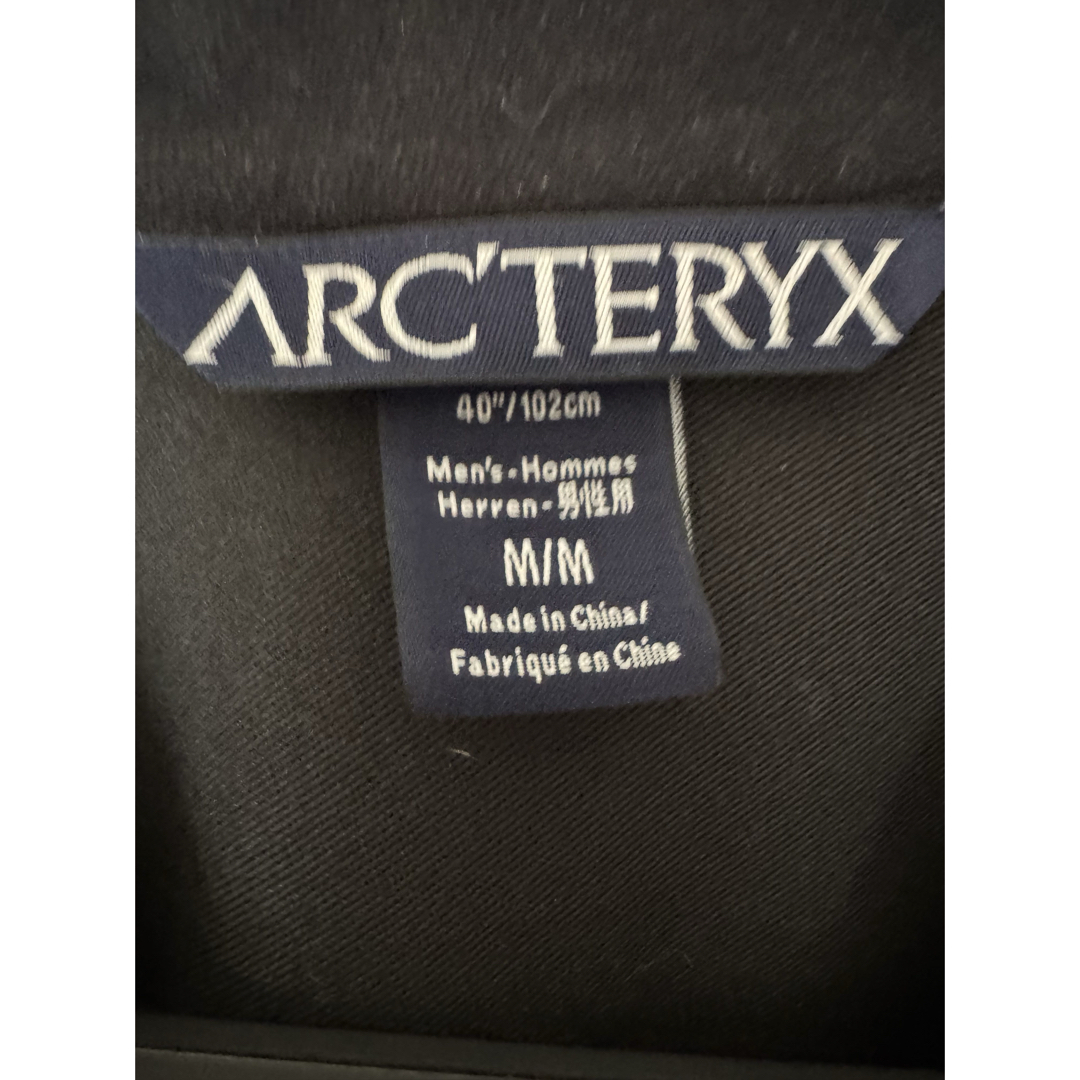 ARC'TERYX
40"/102cm
Men's-Hommes
Herren-男性用
M/M
Made in China/
Fabriqué en Chine